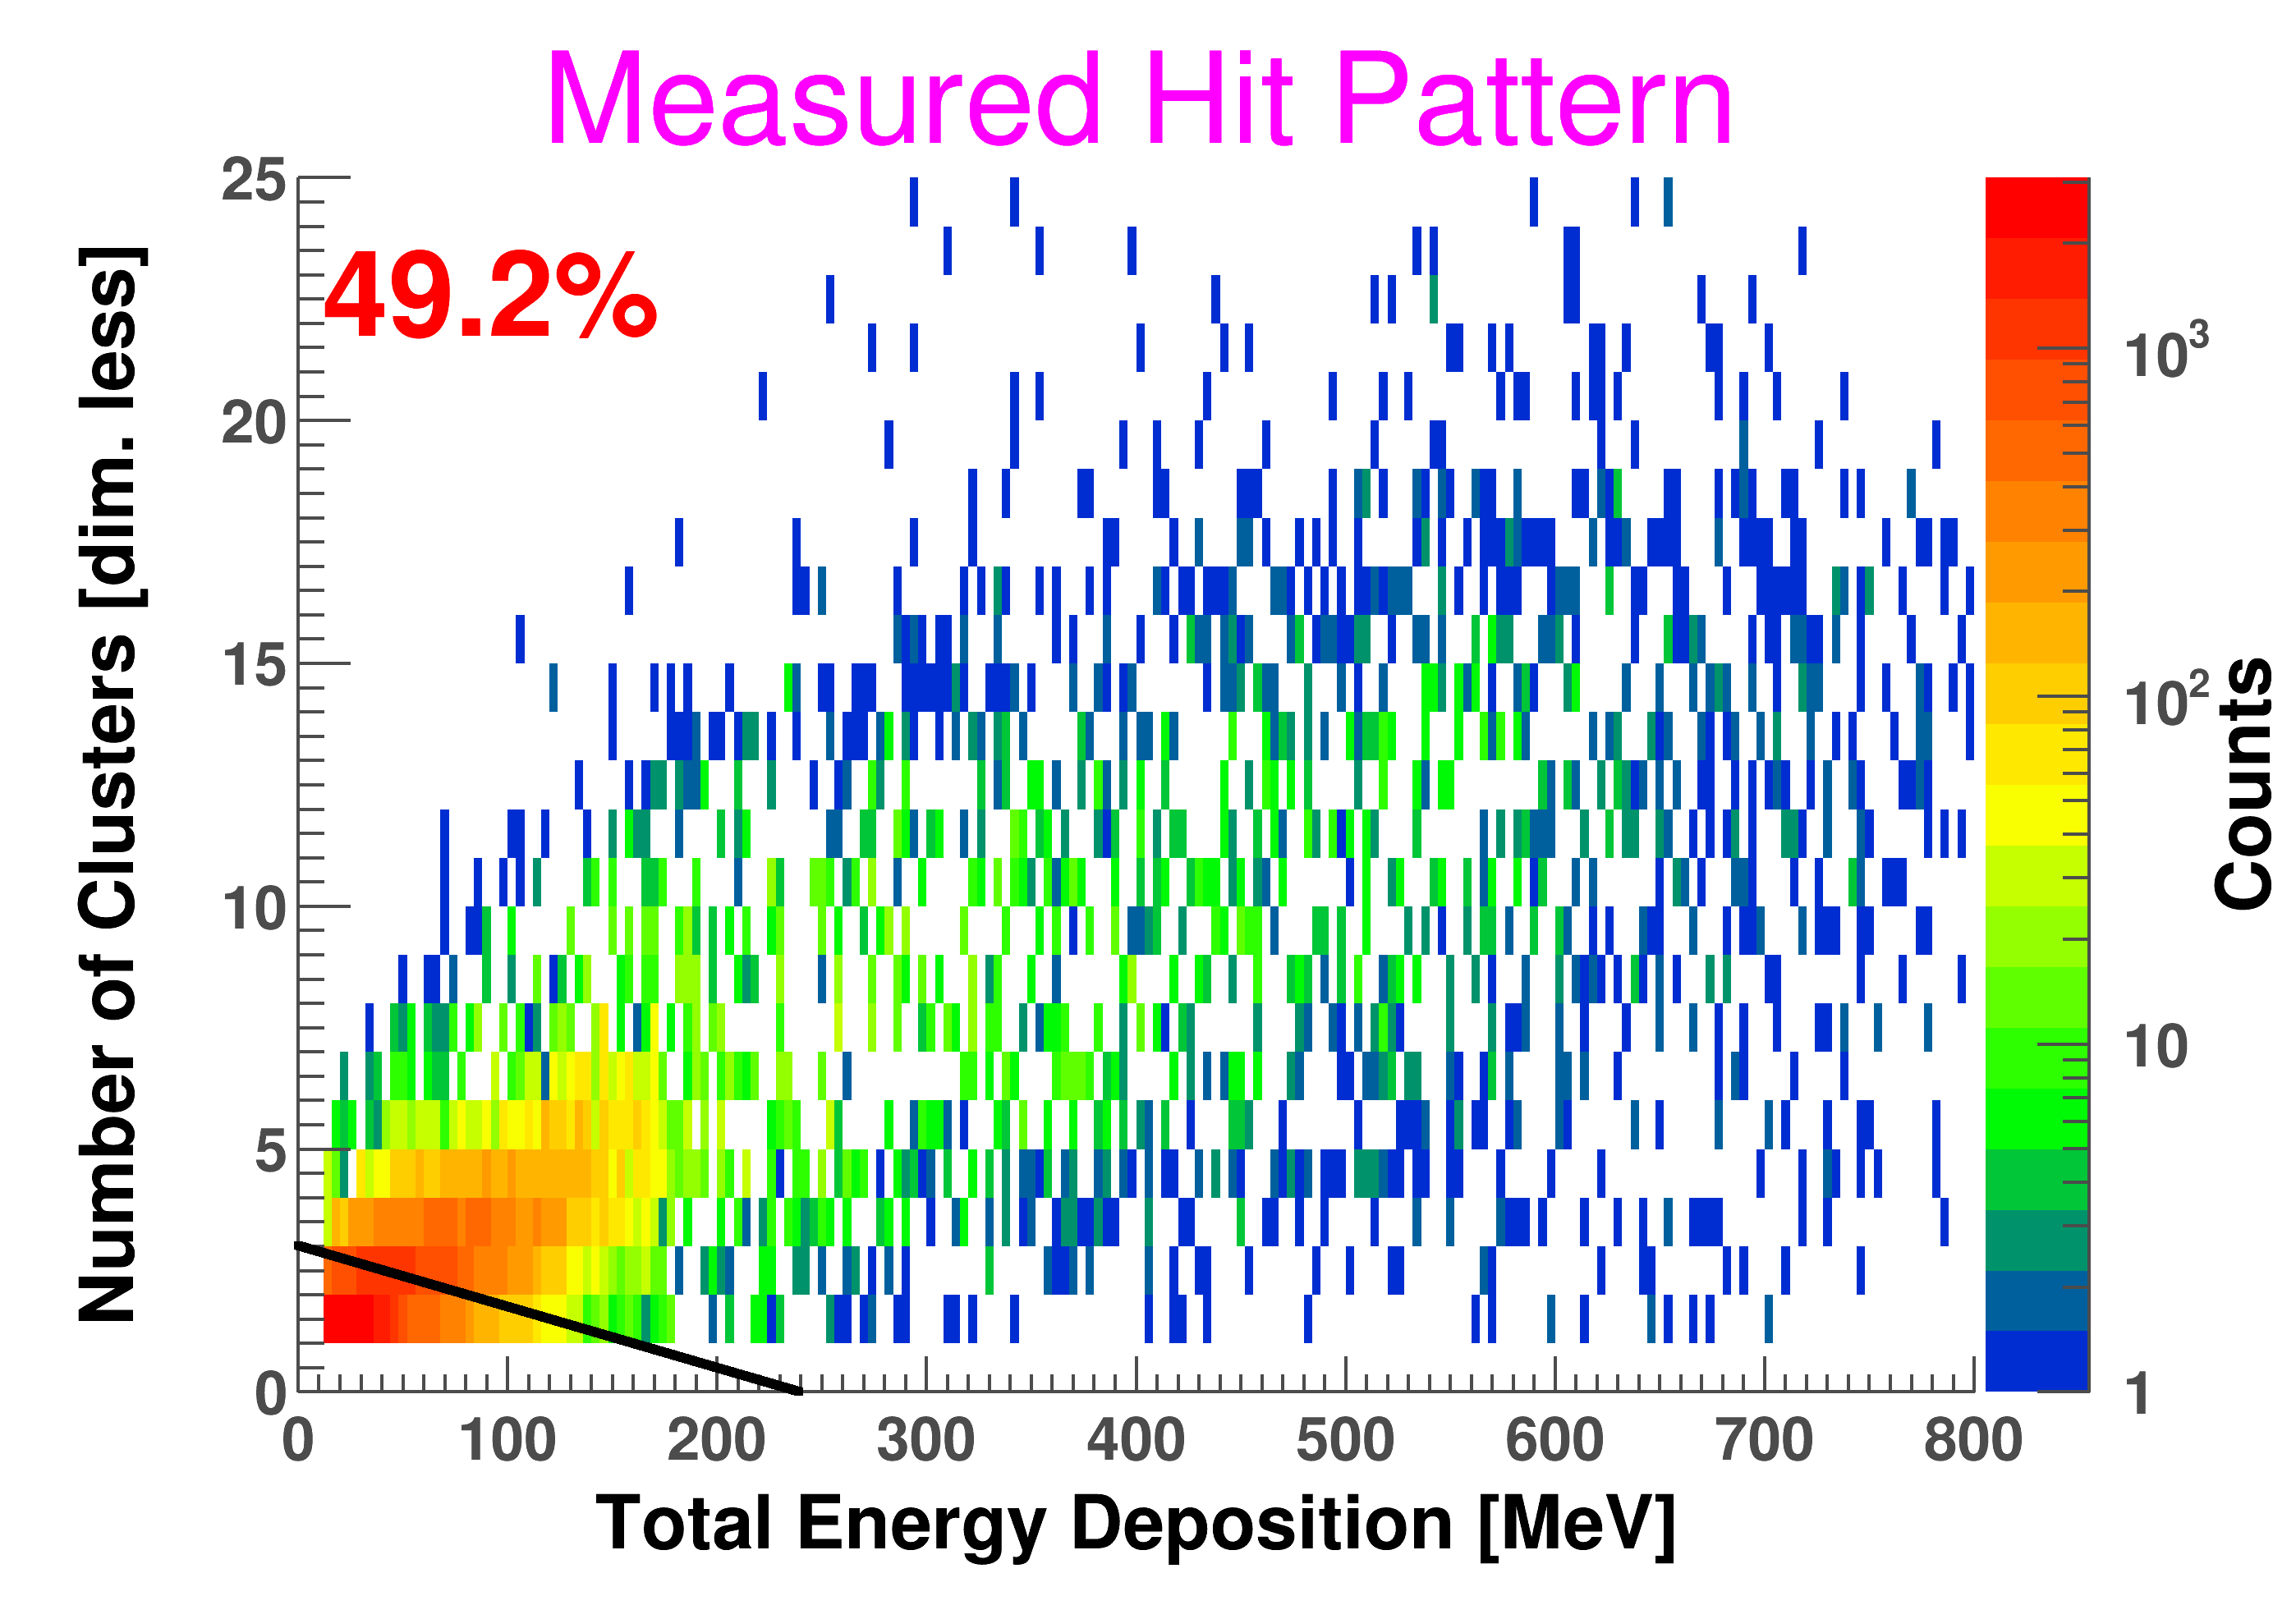 Measured Hit Pattern
49.2%
Number of Clusters [dim. less]
25
20
15
10
5
0
0 100 200 300 400 500 600 700 800
Total Energy Deposition [MeV]
10³
10²
10
1
Counts